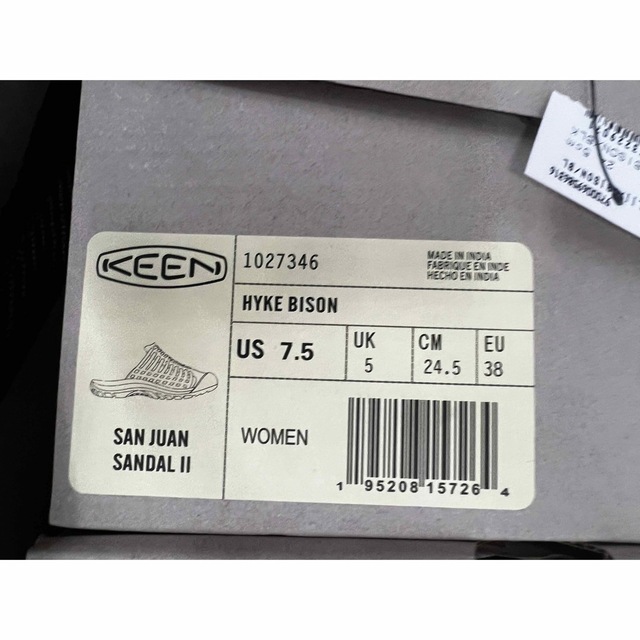 KEEN
1027346
MADE IN INDIA
FABRIQUE EN INDE
HECHO EN INDIA
HYKE BISON
US 7.5
UK
5
CM
24.5
EU
38
SAN JUAN
SANDAL II
WOMEN
1 95208 15726 4